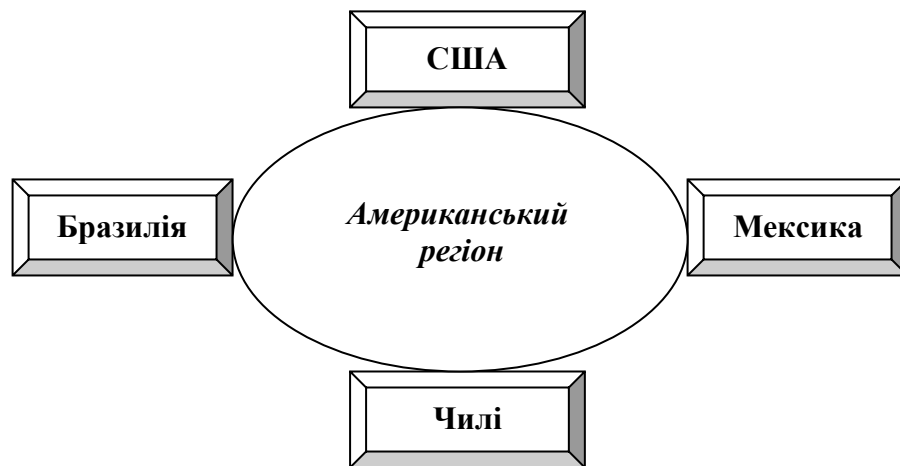 США
Бразилія
Американський
регіон
Мексика
Чилі